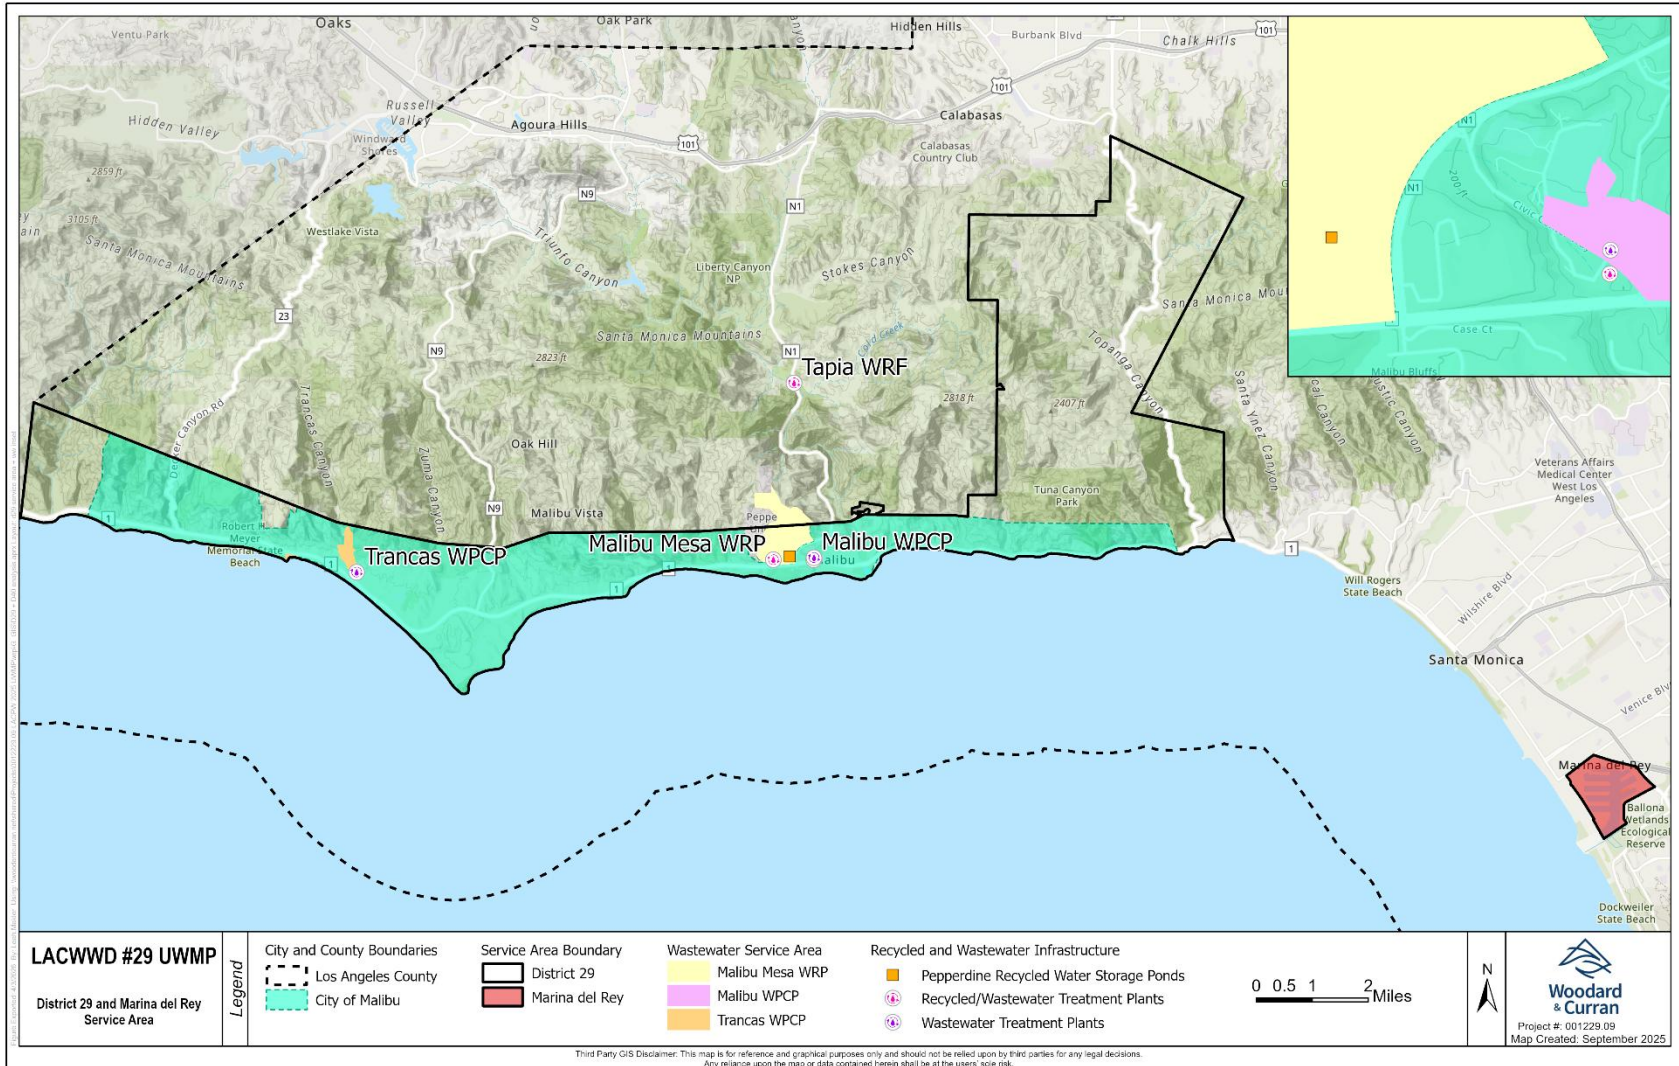 Oaks
Oak Park
Hidden Hills
Ventu Park
Burbank Blvd
Chalk Hills
101
101
Hidden Valley
Russell
Valley
Agoura Hills
101
Calabasas
Windward
Shores
Calabasas
Country Club
2859 ft
N9
N1
3105 ft
Westlake Vista
Santa Monica Mountains
Triunfo Canyon
Liberty Canyon
NP
Stokes Canyon
23
N9
2823 ft
Santa Monica Mountains
Cold Creek
N1
Topanga Canyon
Tapia WRF
2818 ft
2407 ft
Trancas Canyon
Zuma Canyon
Oak Hill
Santa Ynez Canyon
N9
Malibu Vista
Tuna Canyon
Park
Veterans Affairs
Medical Center
West Los
Angeles
1
Robert H.
Meyer
Memorial State
Beach
1
Trancas WPCP
Malibu Mesa WRP
Malibu WPCP
1
1
1
Will Rogers
State Beach
Wilshire Blvd
Santa Monica
Marina del Rey
Ballona
Wetlands
Ecological
Reserve
Dockweiler
State Beach
N1
N1
200 ft
Case Ct
Malibu Bluffs
LACWWD #29 UWMP
District 29 and Marina del Rey
Service Area
Legend
City and County Boundaries
Los Angeles County
City of Malibu
Service Area Boundary
District 29
Marina del Rey
Wastewater Service Area
Malibu Mesa WRP
Malibu WPCP
Trancas WPCP
Recycled and Wastewater Infrastructure
Pepperdine Recycled Water Storage Ponds
Recycled/Wastewater Treatment Plants
Wastewater Treatment Plants
0 0.5 1 2
Miles
N
Woodard
& Curran
Project #: 001229.09
Map Created: September 2025
Third Party GIS Disclaimer: This map is for reference and graphical purposes only and should not be relied upon by third parties for any legal decisions.
Any reliance upon the map or data contained herein shall be at the users' sole risk.